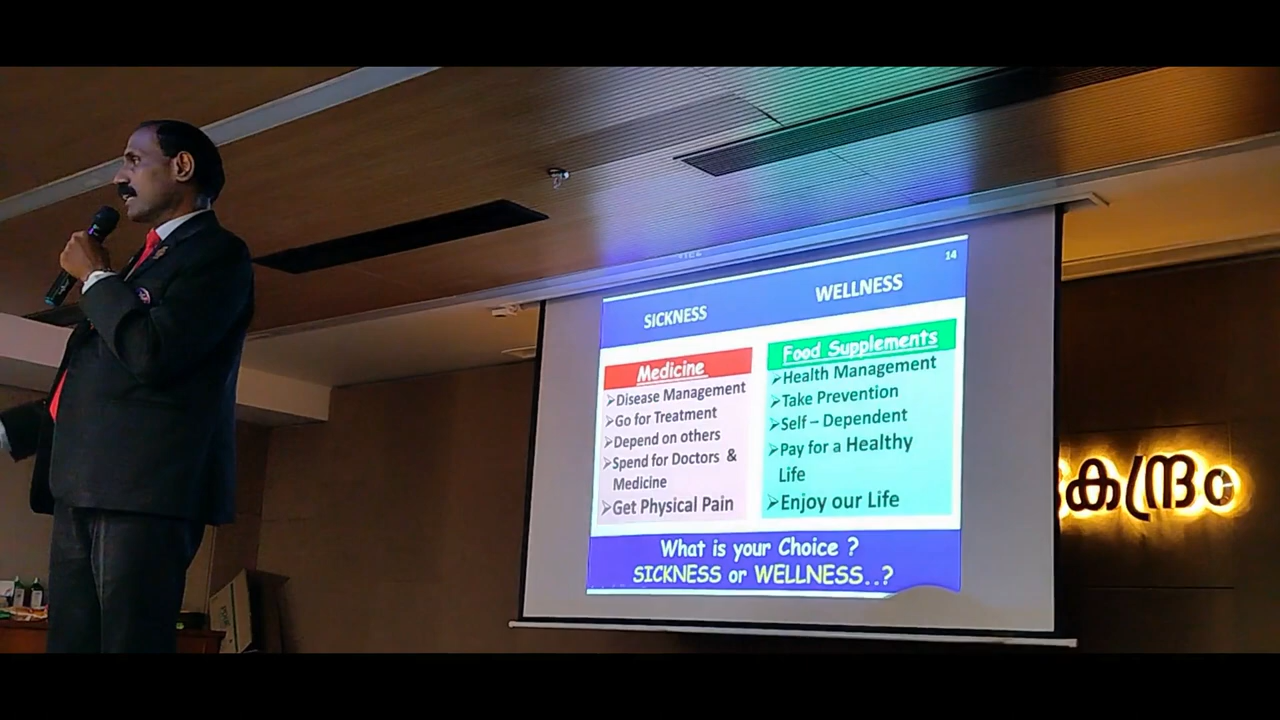 14
SICKNESS
WELLNESS
Medicine
➢Disease Management
➢Go for Treatment
➢Depend on others
➢Spend for Doctors &
Medicine
➢Get Physical Pain
Food Supplements
➢Health Management
➢Take Prevention
➢Self – Dependent
➢Pay for a Healthy
Life
➢Enjoy our Life
What is your Choice ?
SICKNESS or WELLNESS..?
കേന്ദ്രം